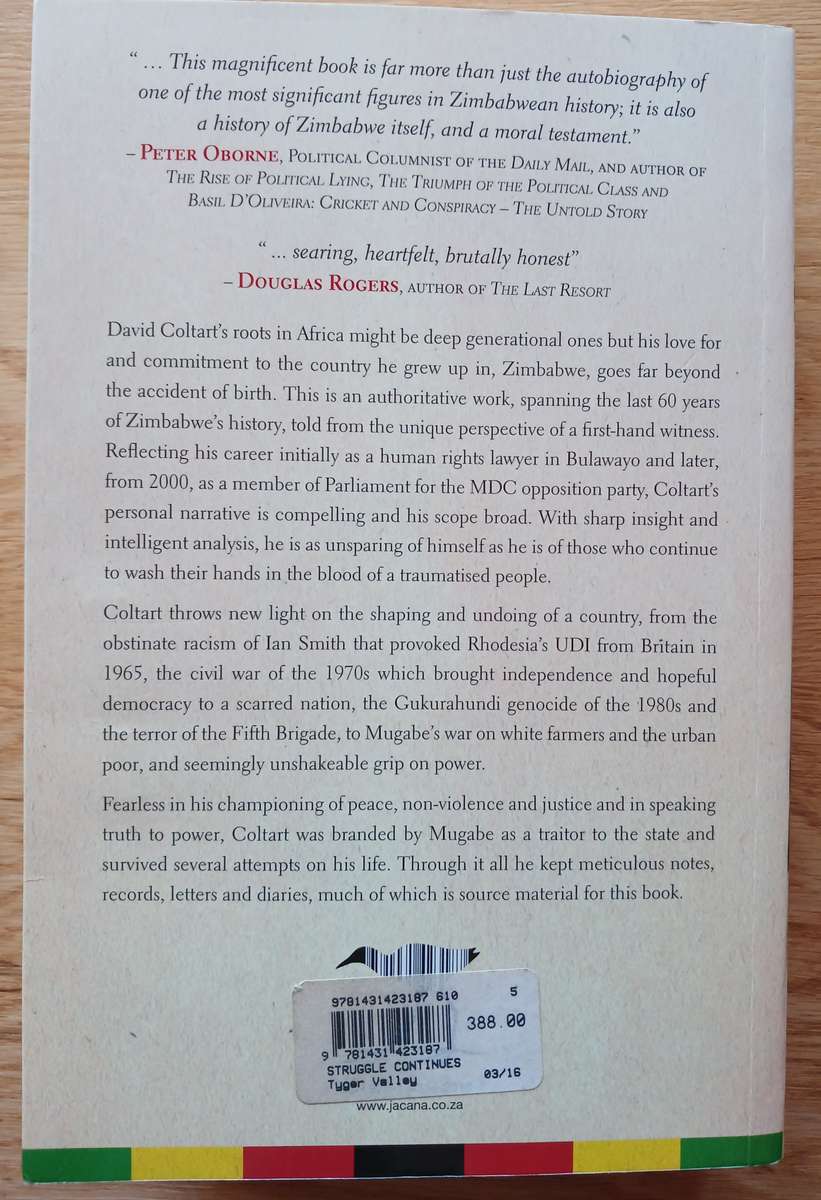 “ … This magnificent book is far more than just the autobiography of
one of the most significant figures in Zimbabwean history; it is also
a history of Zimbabwe itself, and a moral testament.”
– PETER OBORNE, POLITICAL COLUMNIST OF THE DAILY MAIL, AND AUTHOR OF
THE RISE OF POLITICAL LYING, THE TRIUMPH OF THE POLITICAL CLASS AND
BASIL D’OLIVEIRA: CRICKET AND CONSPIRACY – THE UNTOLD STORY
“ ... searing, heartfelt, brutally honest”
– DOUGLAS ROGERS, AUTHOR OF THE LAST RESORT
David Coltart’s roots in Africa might be deep generational ones but his love for
and commitment to the country he grew up in, Zimbabwe, goes far beyond
the accident of birth. This is an authoritative work, spanning the last 60 years
of Zimbabwe’s history, told from the unique perspective of a first-hand witness.
Reflecting his career initially as a human rights lawyer in Bulawayo and later,
from 2000, as a member of Parliament for the MDC opposition party, Coltart’s
personal narrative is compelling and his scope broad. With sharp insight and
intelligent analysis, he is as unsparing of himself as he is of those who continue
to wash their hands in the blood of a traumatised people.
Coltart throws new light on the shaping and undoing of a country, from the
obstinate racism of Ian Smith that provoked Rhodesia’s UDI from Britain in
1965, the civil war of the 1970s which brought independence and hopeful
democracy to a scarred nation, the Gukurahundi genocide of the 1980s and
the terror of the Fifth Brigade, to Mugabe’s war on white farmers and the urban
poor, and seemingly unshakeable grip on power.
Fearless in his championing of peace, non-violence and justice and in speaking
truth to power, Coltart was branded by Mugabe as a traitor to the state and
survived several attempts on his life. Through it all he kept meticulous notes,
records, letters and diaries, much of which is source material for this book.
9781431423187 610 5
388.00
9 781431 423187
STRUGGLE CONTINUES
Tyger Valley 03/16
www.jacana.co.za